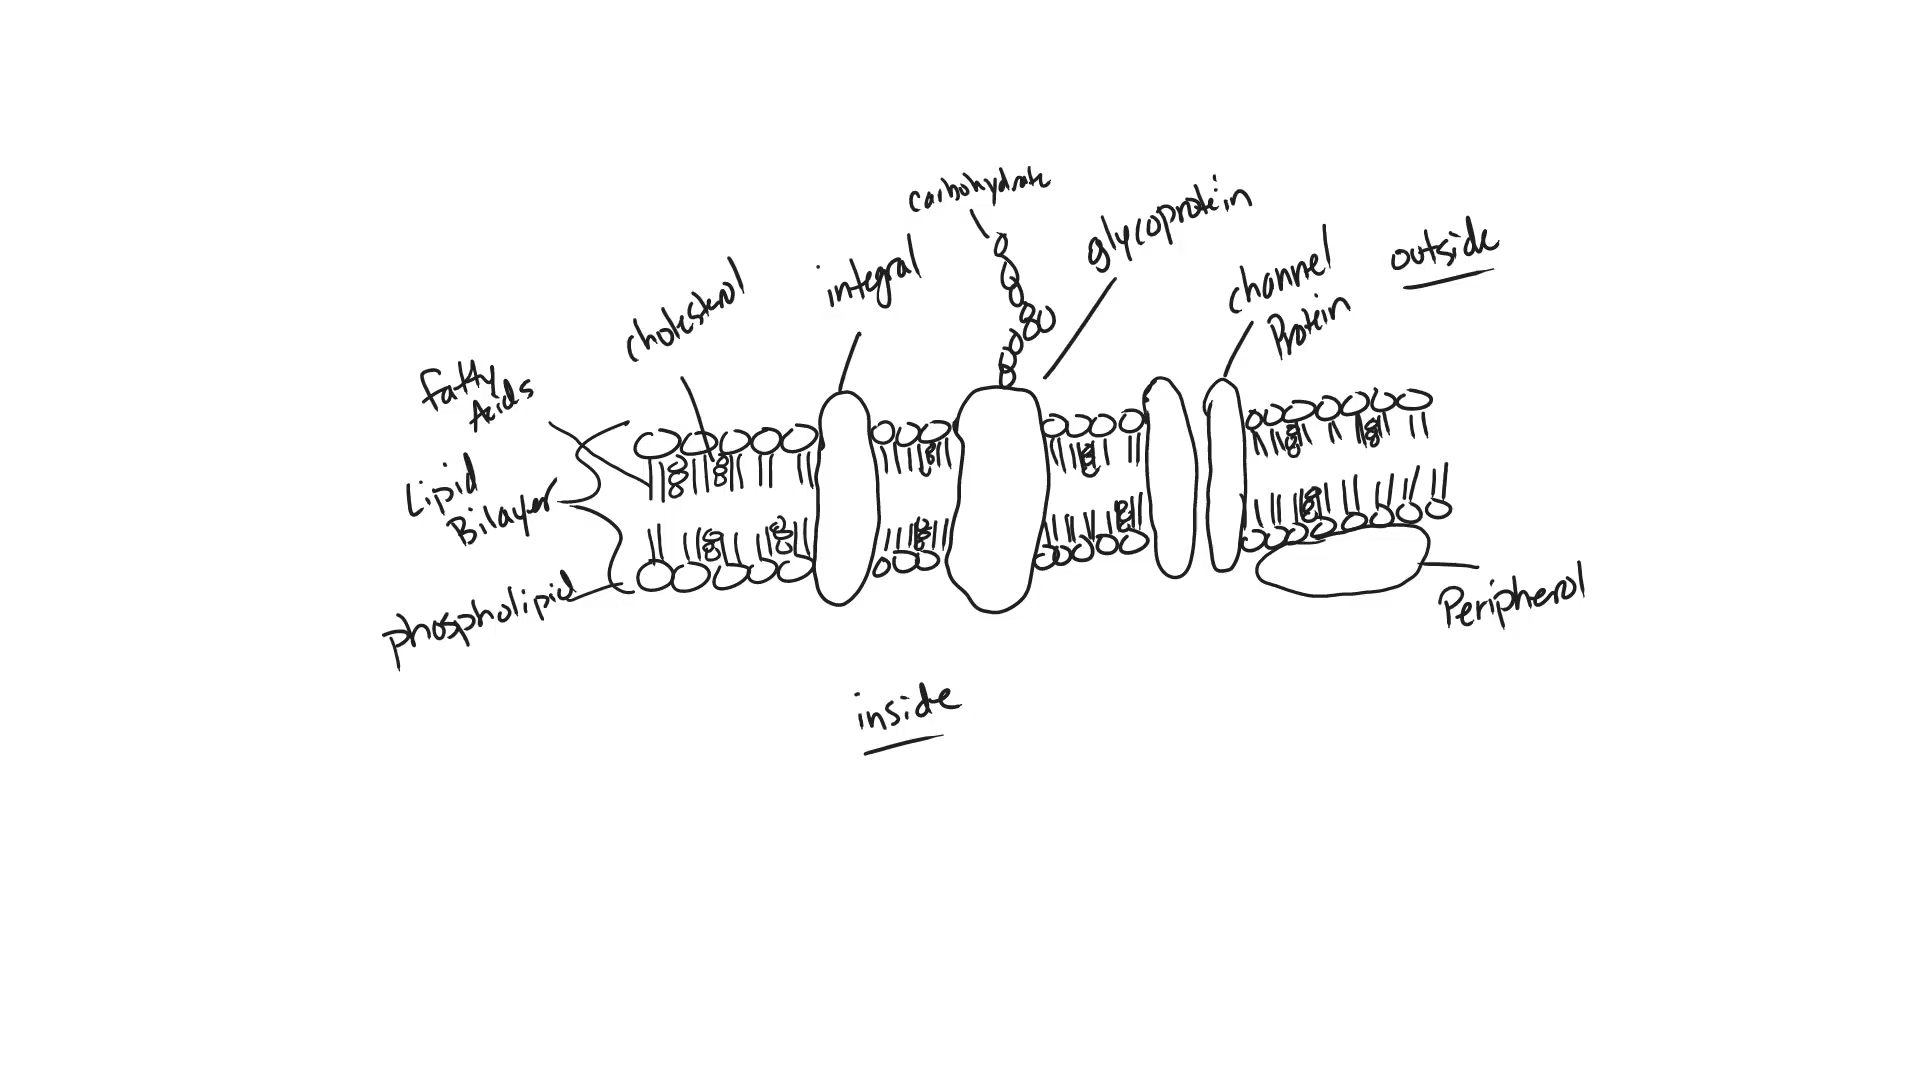 carbohydrate
glycoprotein
integral
outside
channel
Protein
cholesterol
fatty
Acids
Lipid
Bilayer
phospholipid
Peripherol
inside